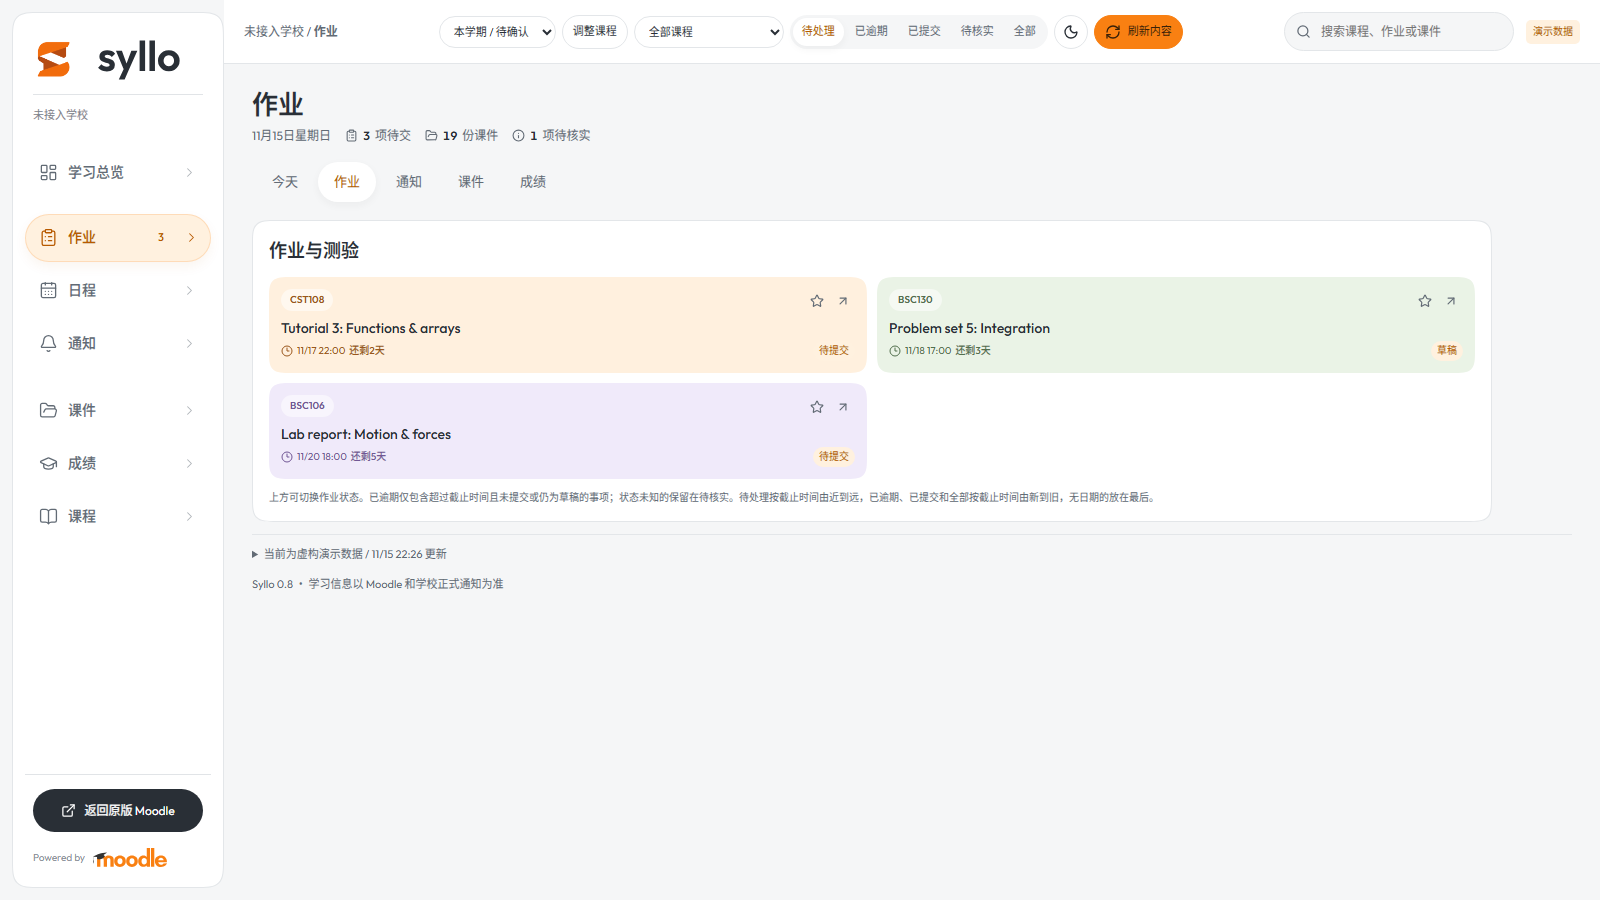 syllo
未接入学校
学习总览
作业 3
日程
通知
课件
成绩
课程
返回原版 Moodle
Powered by moodle
未接入学校 / 作业
本学期 / 待确认
调整课程
全部课程
待处理 已逾期 已提交 待核实 全部
刷新内容
搜索课程、作业或课件
演示数据
作业
11月15日星期日 3 项待交 19 份课件 1 项待核实
今天 作业 通知 课件 成绩
作业与测验
CST108
Tutorial 3: Functions & arrays
11/17 22:00 还剩2天 待提交
BSC130
Problem set 5: Integration
11/18 17:00 还剩3天 草稿
BSC106
Lab report: Motion & forces
11/20 18:00 还剩5天 待提交
上方可切换作业状态。已逾期仅包含超过截止时间且未提交或仍为草稿的事项；状态未知的保留在待核实。待处理按截止时间由近到远，已逾期、已提交和全部按截止时间由新到旧，无日期的放在最后。
当前为虚构演示数据 / 11/15 22:26 更新
Syllo 0.8 • 学习信息以 Moodle 和学校正式通知为准